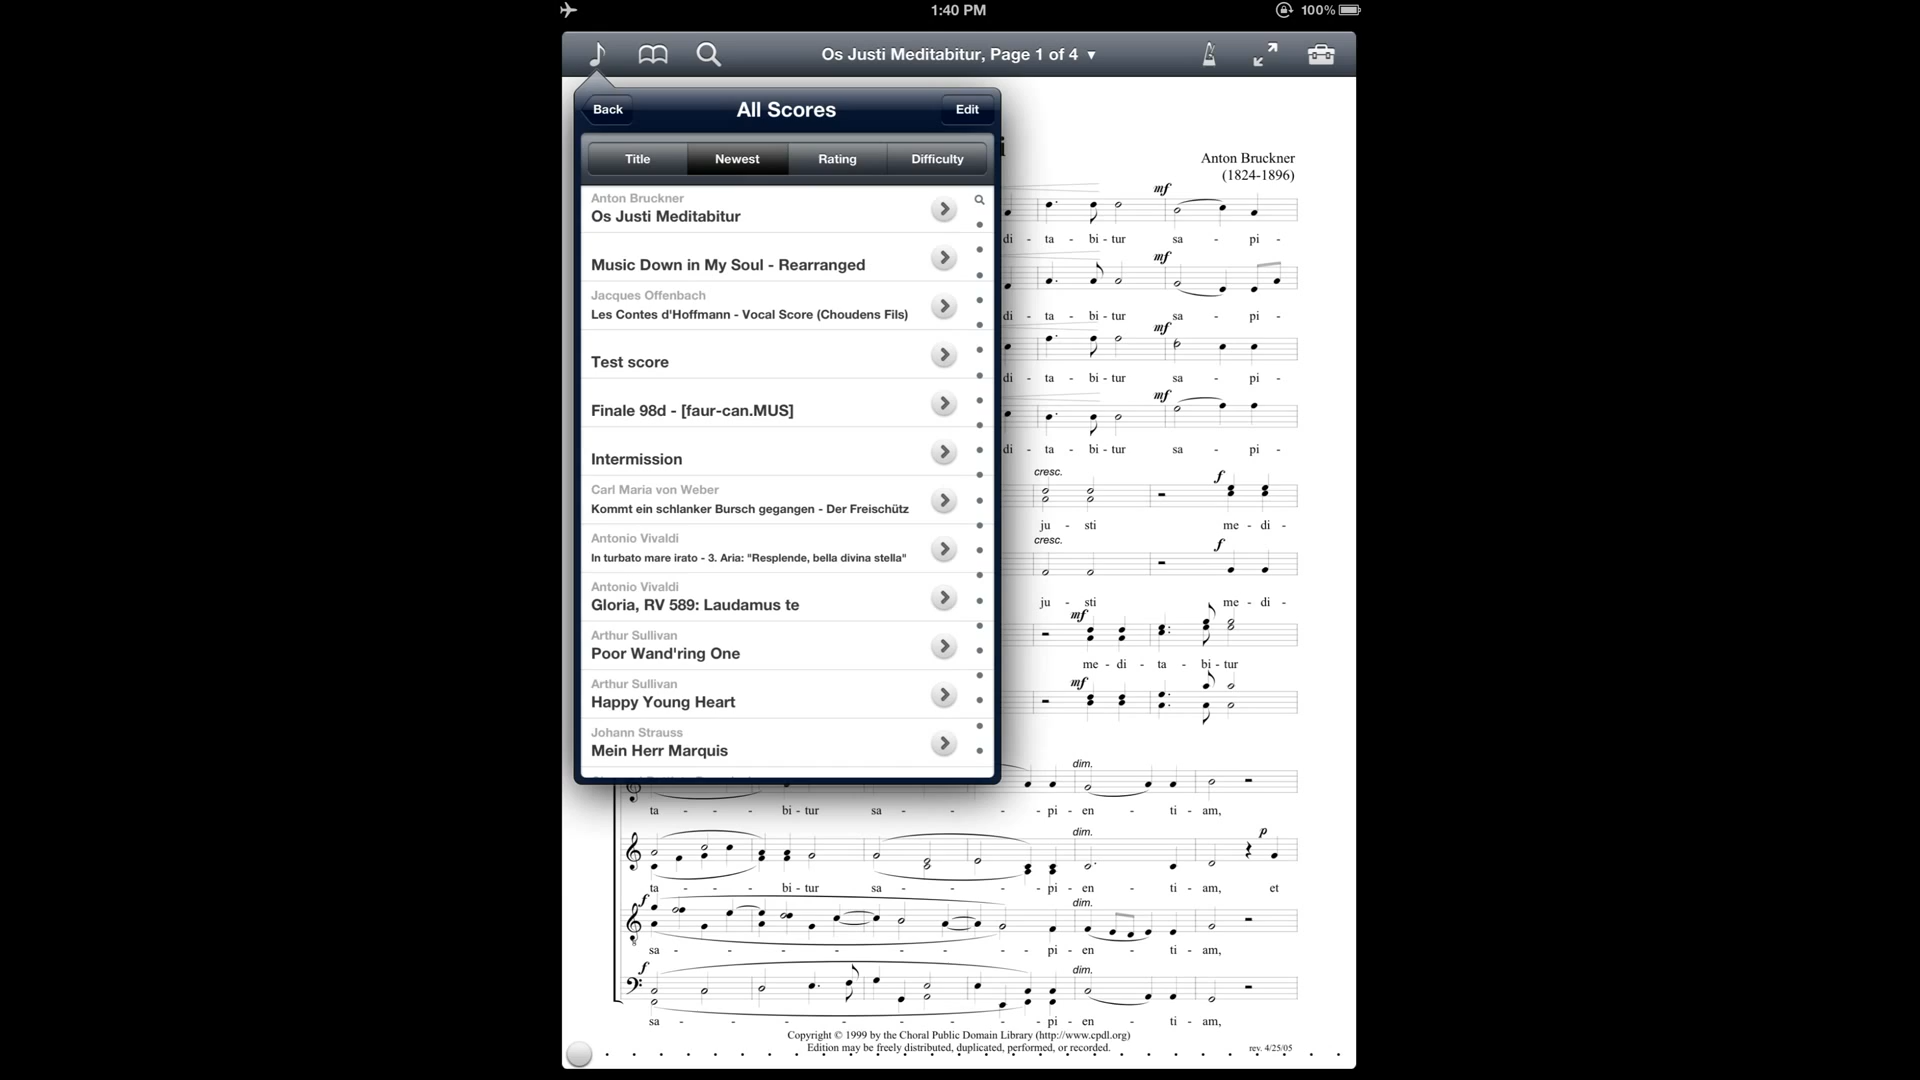 1:40 PM
100%
Os Justi Meditabitur, Page 1 of 4 ▼
Back
All Scores
Edit
Title
Newest
Rating
Difficulty
Anton Bruckner
Os Justi Meditabitur
Music Down in My Soul - Rearranged
Jacques Offenbach
Les Contes d'Hoffmann - Vocal Score (Choudens Fils)
Test score
Finale 98d - [faur-can.MUS]
Intermission
Carl Maria von Weber
Kommt ein schlanker Bursch gegangen - Der Freischütz
Antonio Vivaldi
In turbato mare irato - 3. Aria: "Resplende, bella divina stella"
Antonio Vivaldi
Gloria, RV 589: Laudamus te
Arthur Sullivan
Poor Wand'ring One
Arthur Sullivan
Happy Young Heart
Johann Strauss
Mein Herr Marquis
i
Anton Bruckner
(1824-1896)
mf
di - ta - bi - tur sa - pi -
mf
di - ta - bi - tur sa - pi -
mf
di - ta - bi - tur sa - pi -
mf
di - ta - bi - tur sa - pi -
cresc. f
ju - sti me - di -
cresc. f
ju - sti me - di -
mf
me - di - ta - bi - tur
mf
dim.
ta - - - bi - tur sa - - - pi - en - ti - am,
dim. p
ta - - - bi - tur sa - - - pi - en - ti - am, et
f dim.
sa - - - - - - - - pi - en - ti - am,
f dim.
sa - - - - - - - - pi - en - ti - am,
Copyright © 1999 by the Choral Public Domain Library (http://www.cpdl.org)
Edition may be freely distributed, duplicated, performed, or recorded.
rev. 4/25/05